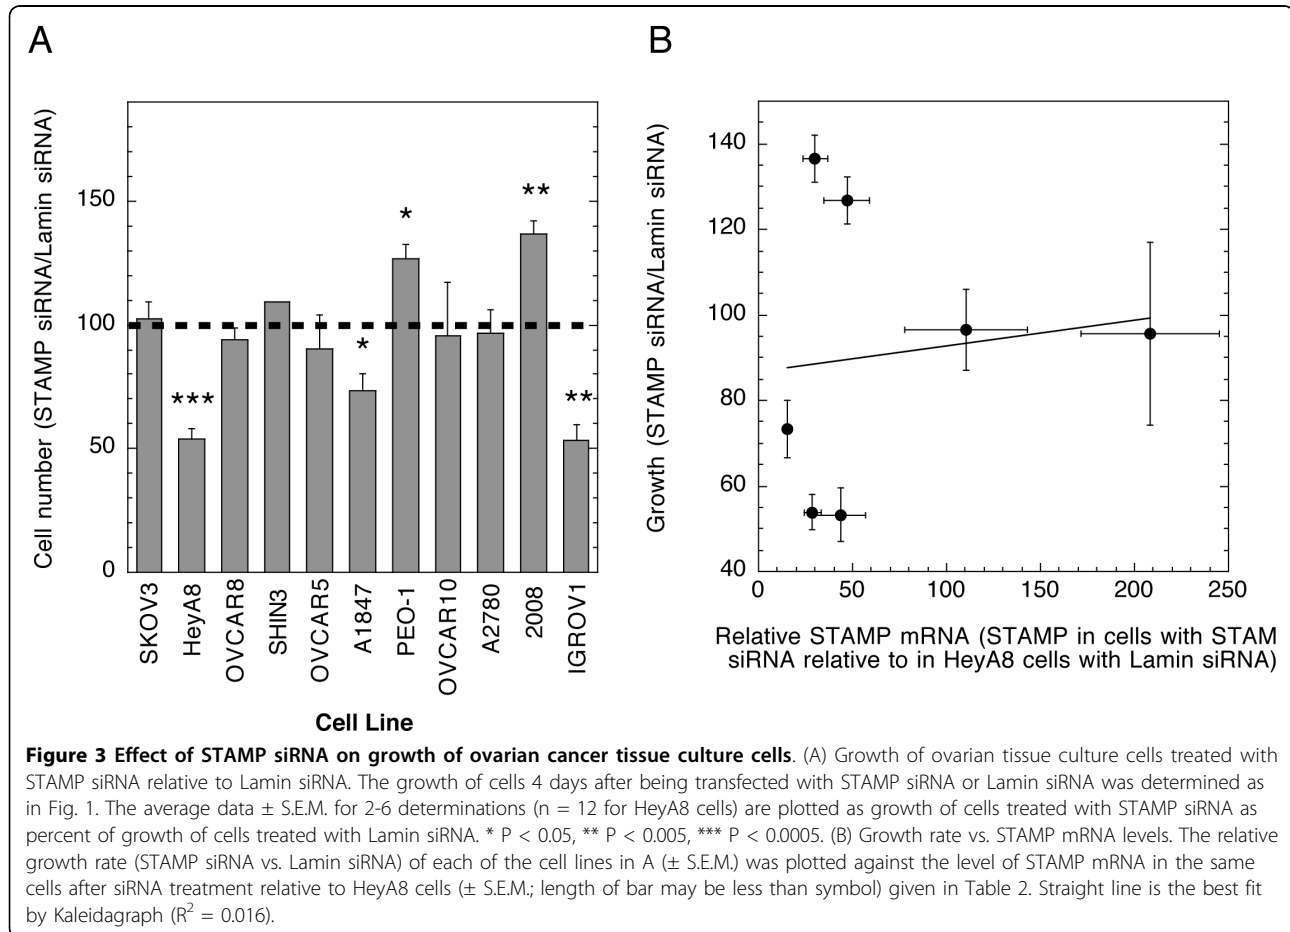 A
B
Cell number (STAMP siRNA/Lamin siRNA)
150
100
50
0
***
*
*
**
**
SKOV3
HeyA8
OVCAR8
SHIN3
OVCAR5
A1847
PEO-1
OVCAR10
A2780
2008
IGROV1
Cell Line
Growth (STAMP siRNA/Lamin siRNA)
140
120
100
80
60
40
0 50 100 150 200 250
Relative STAMP mRNA (STAMP in cells with STAM
siRNA relative to in HeyA8 cells with Lamin siRNA)
Figure 3 Effect of STAMP siRNA on growth of ovarian cancer tissue culture cells. (A) Growth of ovarian tissue culture cells treated with
STAMP siRNA relative to Lamin siRNA. The growth of cells 4 days after being transfected with STAMP siRNA or Lamin siRNA was determined as
in Fig. 1. The average data ± S.E.M. for 2-6 determinations (n = 12 for HeyA8 cells) are plotted as growth of cells treated with STAMP siRNA as
percent of growth of cells treated with Lamin siRNA. * P < 0.05, ** P < 0.005, *** P < 0.0005. (B) Growth rate vs. STAMP mRNA levels. The relative
growth rate (STAMP siRNA vs. Lamin siRNA) of each of the cell lines in A (± S.E.M.) was plotted against the level of STAMP mRNA in the same
cells after siRNA treatment relative to HeyA8 cells (± S.E.M.; length of bar may be less than symbol) given in Table 2. Straight line is the best fit
by Kaleidagraph (R² = 0.016).